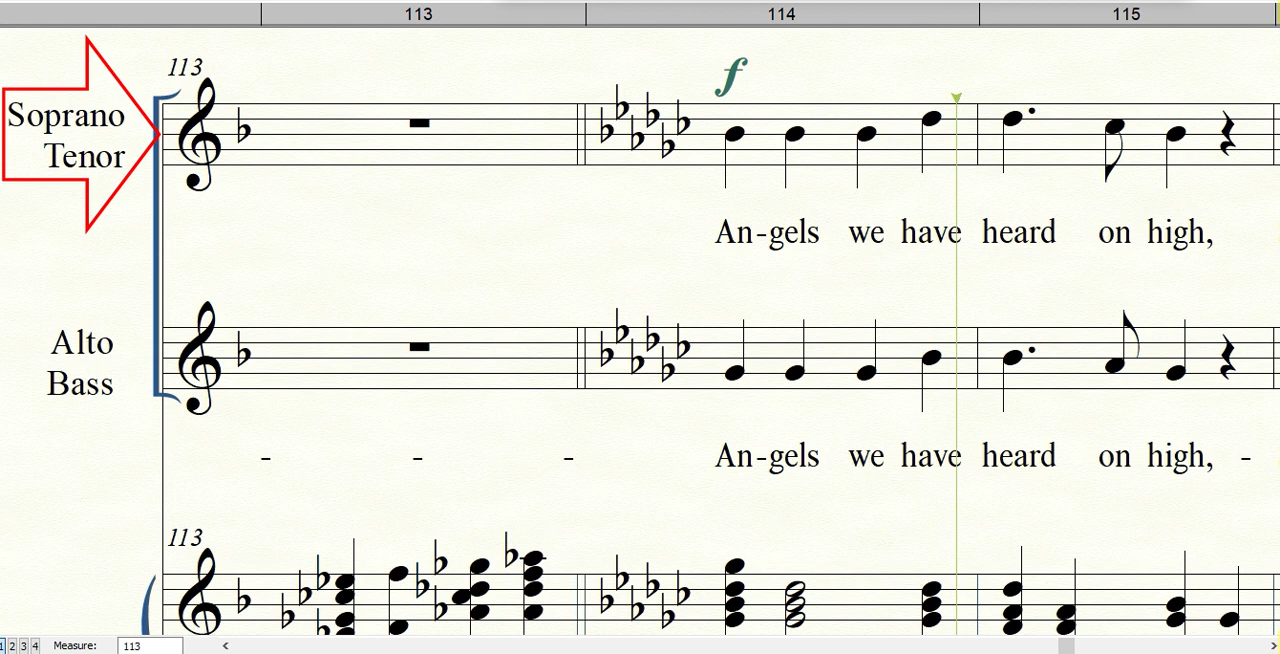 113 114 115
113
f
Soprano
Tenor
An-gels we have heard on high,
Alto
Bass
- - - An-gels we have heard on high, -
113
1 2 3 4 Measure: 113